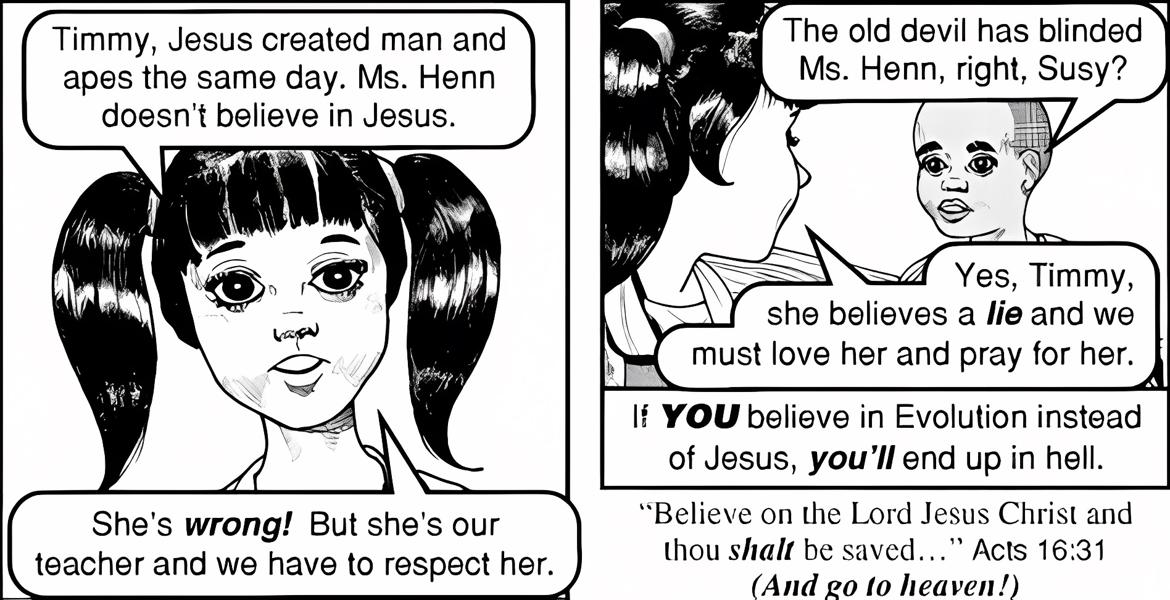 Timmy, Jesus created man and
apes the same day. Ms. Henn
doesn't believe in Jesus.
She's wrong! But she's our
teacher and we have to respect her.
The old devil has blinded
Ms. Henn, right, Susy?
Yes, Timmy,
she believes a lie and we
must love her and pray for her.
If YOU believe in Evolution instead
of Jesus, you'll end up in hell.
“Believe on the Lord Jesus Christ and
thou shalt be saved...” Acts 16:31
(And go to heaven!)